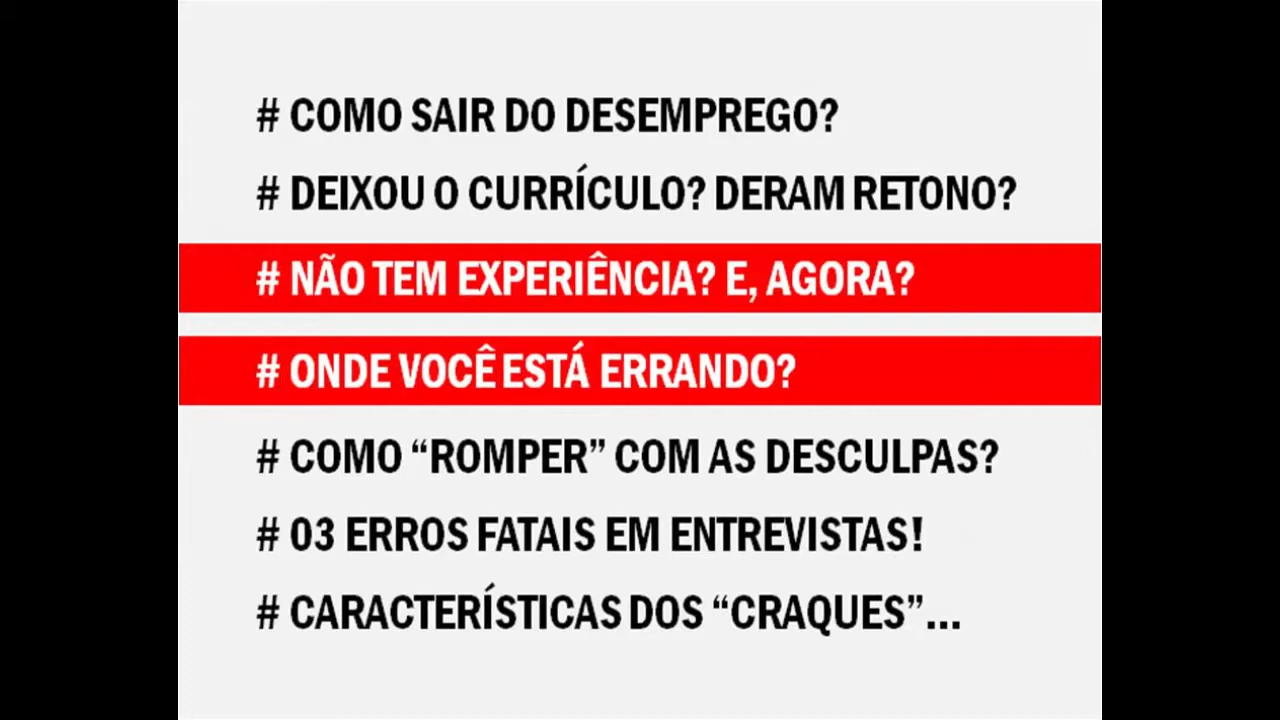 # COMO SAIR DO DESEMPREGO?
# DEIXOU O CURRÍCULO? DERAM RETONO?
# NÃO TEM EXPERIÊNCIA? E, AGORA?
# ONDE VOCÊ ESTÁ ERRANDO?
# COMO “ROMPER” COM AS DESCULPAS?
# 03 ERROS FATAIS EM ENTREVISTAS!
# CARACTERÍSTICAS DOS “CRAQUES”...